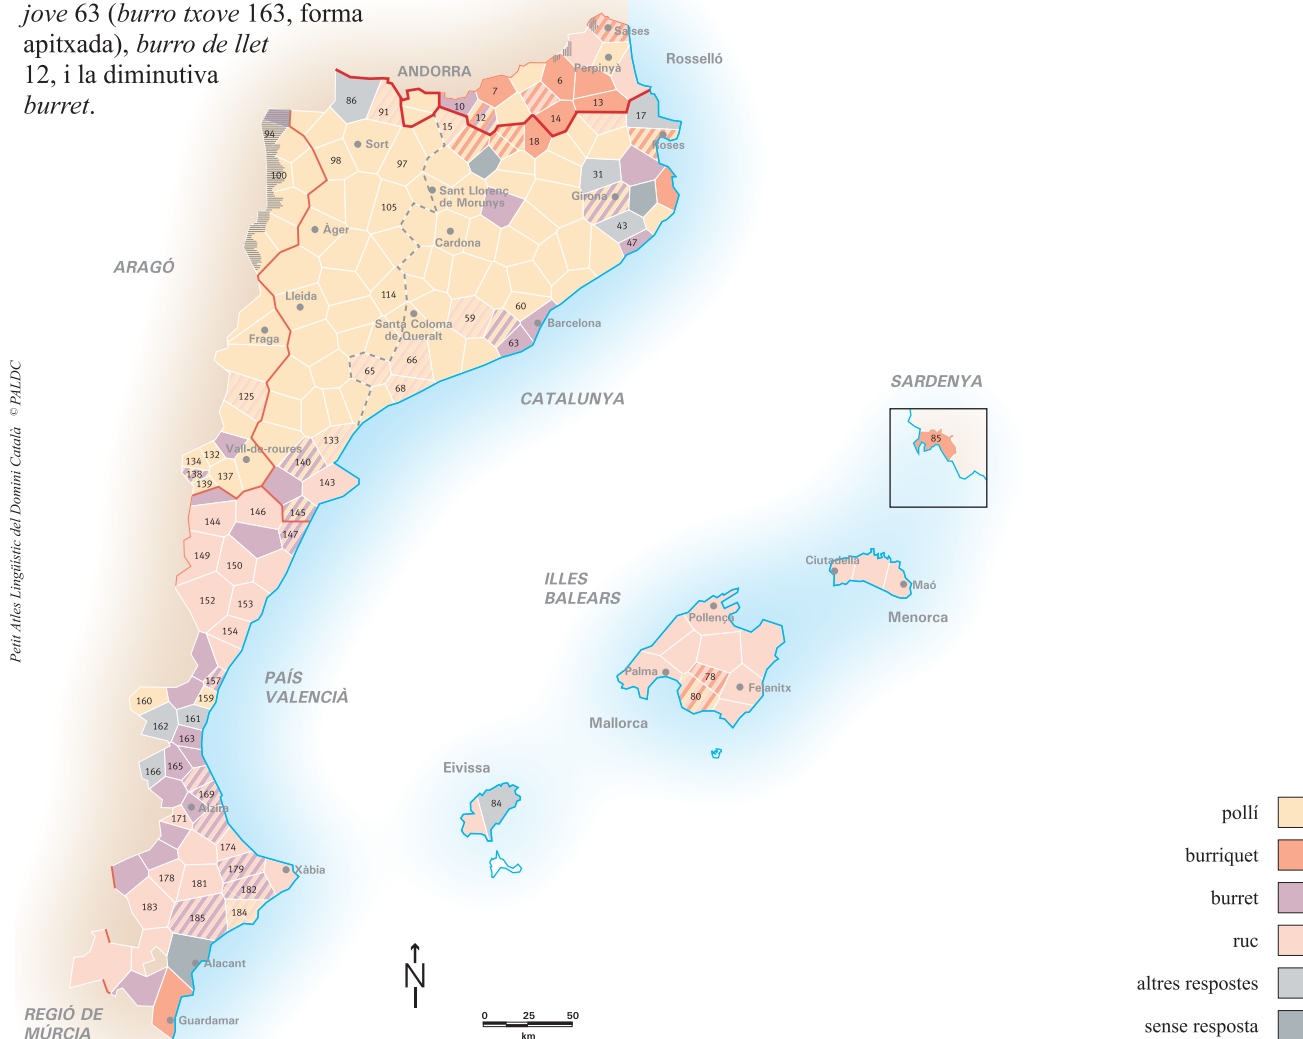 jove 63 (burro txove 163, forma
apitxada), burro de llet
12, i la diminutiva
burret.
Petit Atles Lingüístic del Domini Català © PALDC
Salses
Rosselló
Perpinyà
ANDORRA
6
7
86
91
10
13
12
14
17
15
94
18
Roses
Sort
98
97
100
31
Sant Llorenç
de Morunys
Girona
105
Àger
43
Cardona
47
ARAGÓ
Lleida
114
60
Santa Coloma
de Queralt
59
Barcelona
Fraga
63
66
65
68
125
CATALUNYA
SARDENYA
85
133
Vall-de-roures
132
134
140
138
137
139
143
146
145
144
147
149
150
152
153
154
ILLES
BALEARS
Ciutadella
Maó
Menorca
Pollença
Palma
78
Felanitx
80
Mallorca
PAÍS
VALENCIÀ
157
160
159
161
162
163
165
166
169
Alzira
171
174
Eivissa
84
179
Xàbia
178
181
182
183
184
185
Alacant
REGIÓ DE
MÚRCIA
Guardamar
N
0 25 50
km
pollí
burriquet
burret
ruc
altres respostes
sense resposta